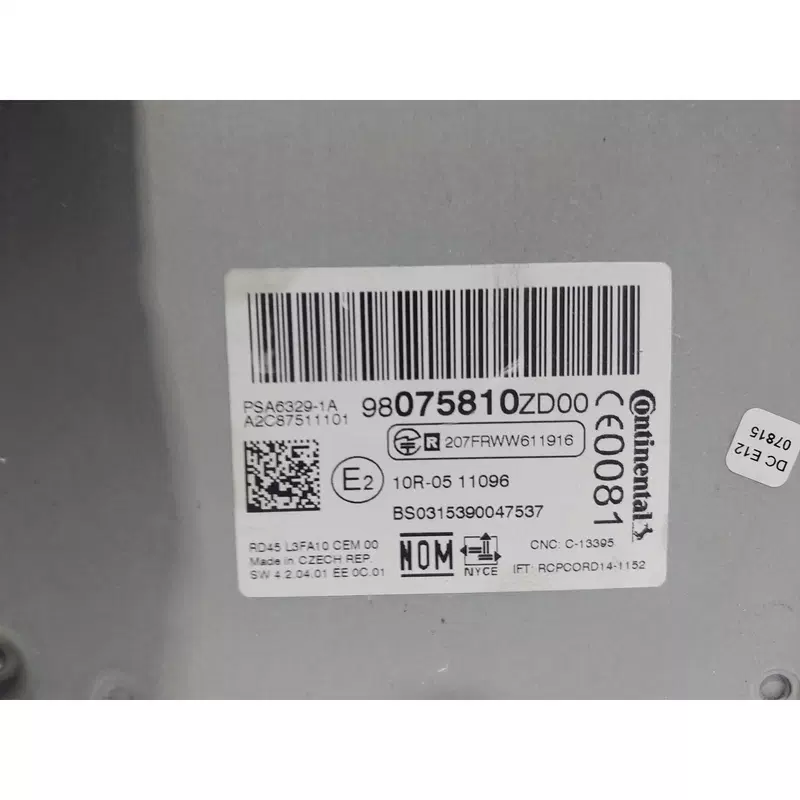 PSA6329-1A
A2C87511101
98075810ZD00
R 207FRWW611916
E2
10R-05 11096
BS0315390047537
RD45 L3FA10 CEM 00
Made in CZECH REP.
SW 4.2.04.01 EE 0C.01
NOM
NYCE
CNC: C-13395
IFT: RCPCORD14-1152
CE0081
Continental
DC E12
07815